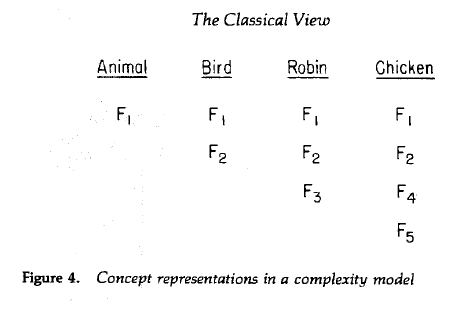 The Classical View
Animal Bird Robin Chicken
F1 F1 F1 F1
F2 F2 F2
F3 F4
F5
Figure 4. Concept representations in a complexity model